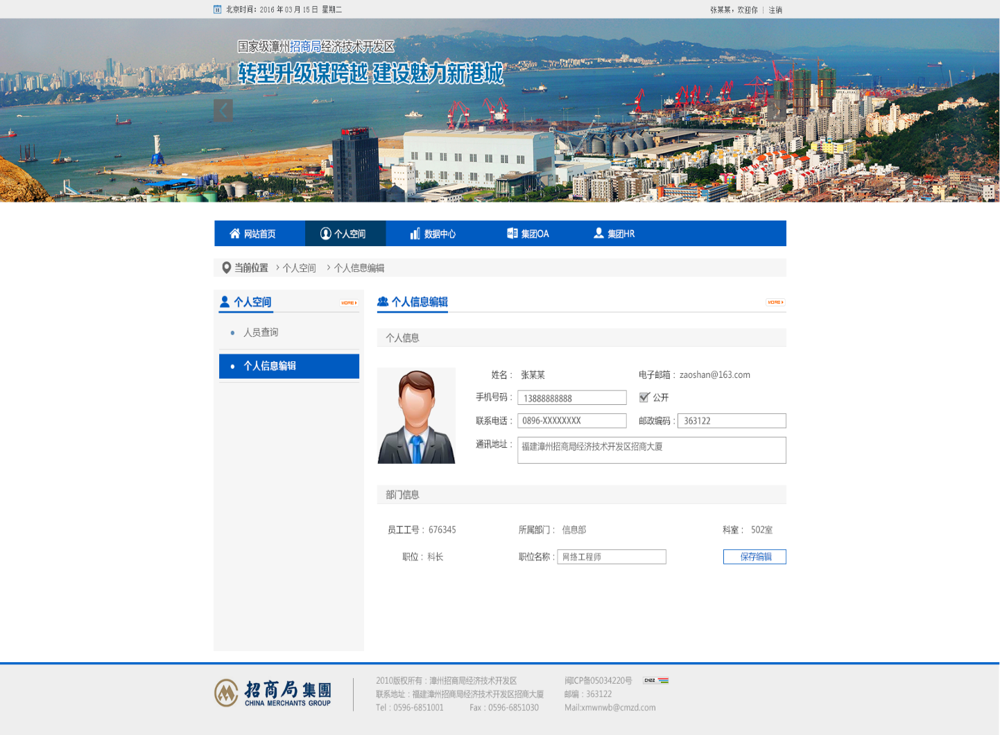 北京时间：2016 年 03 月 15 日 星期二
张某某，欢迎你 ┊ 注销
国家级漳州招商局经济技术开发区
转型升级谋跨越 建设魅力新港城
网站首页 个人空间 数据中心 集团OA 集团HR
当前位置 > 个人空间 > 个人信息编辑
个人空间 MORE
人员查询
个人信息编辑
个人信息编辑 MORE
个人信息
姓名： 张某某 电子邮箱：zaoshan@163.com
手机号码： 13888888888 公开
联系电话： 0896-XXXXXXXX 邮政编码： 363122
通讯地址： 福建漳州招商局经济技术开发区招商大厦
部门信息
员工工号：676345 所属部门： 信息部 科室： 502室
职位：科长 职位名称： 网络工程师 保存编辑
招商局集團
CHINA MERCHANTS GROUP
2010版权所有：漳州招商局经济技术开发区 闽ICP备05034220号 CNZZ
联系地址：福建漳州招商局经济技术开发区招商大厦 邮编：363122
Tel：0596-6851001 Fax：0596-6851030 Mail:xmwnwb@cmzd.com